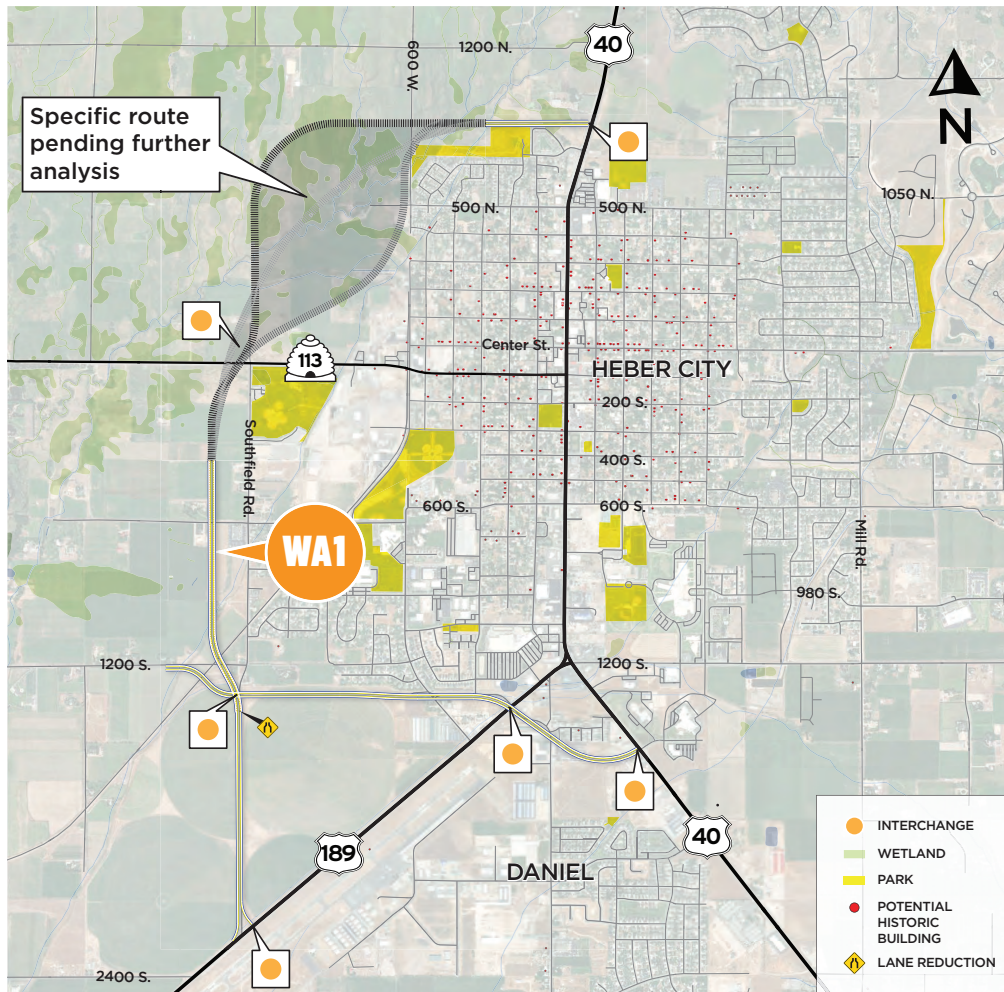 40
1200 N.
600 W.
N
Specific route
pending further
analysis
1050 N.
500 N.
500 N.
Center St.
113
HEBER CITY
200 S.
Southfield Rd.
400 S.
600 S.
600 S.
WA1
Mill Rd.
980 S.
1200 S.
1200 S.
189
40
DANIEL
2400 S.
INTERCHANGE
WETLAND
PARK
POTENTIAL
HISTORIC
BUILDING
LANE REDUCTION